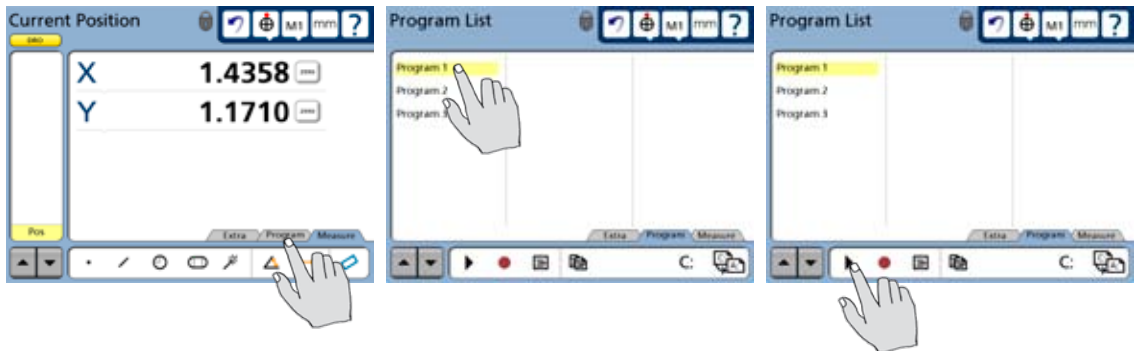 Current Position
M1 mm ?
DRO
X 1.4358 zero
Y 1.1710 zero
Pos
Extra Program Measure
Program List
M1 mm ?
Program 1
Program 2
Program 3
Extra Program Measure
C:
Program List
M1 mm ?
Program 1
Program 2
Program 3
Extra Program Measure
C: